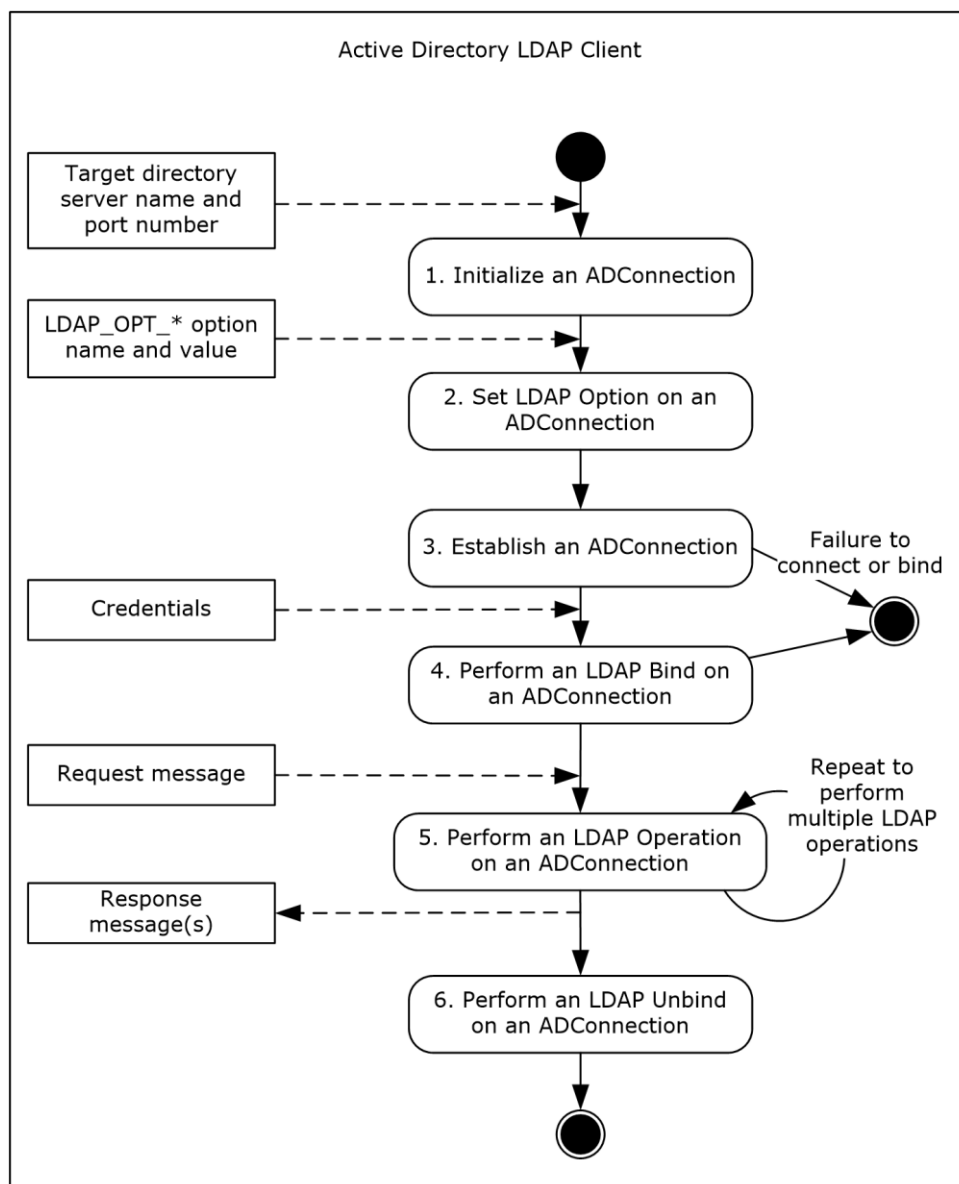 Active Directory LDAP Client
Target directory
server name and
port number
1. Initialize an ADConnection
LDAP_OPT_* option
name and value
2. Set LDAP Option on an
ADConnection
3. Establish an ADConnection
Failure to
connect or bind
Credentials
4. Perform an LDAP Bind on
an ADConnection
Request message
Repeat to
perform
multiple LDAP
operations
5. Perform an LDAP Operation
on an ADConnection
Response
message(s)
6. Perform an LDAP Unbind
on an ADConnection